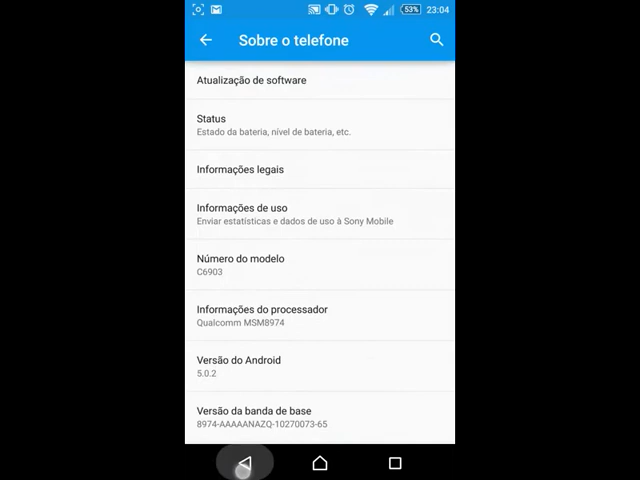 53% 23:04
Sobre o telefone
Atualização de software
Status
Estado da bateria, nível de bateria, etc.
Informações legais
Informações de uso
Enviar estatísticas e dados de uso à Sony Mobile
Número do modelo
C6903
Informações do processador
Qualcomm MSM8974
Versão do Android
5.0.2
Versão da banda de base
8974-AAAAANAZQ-10270073-65